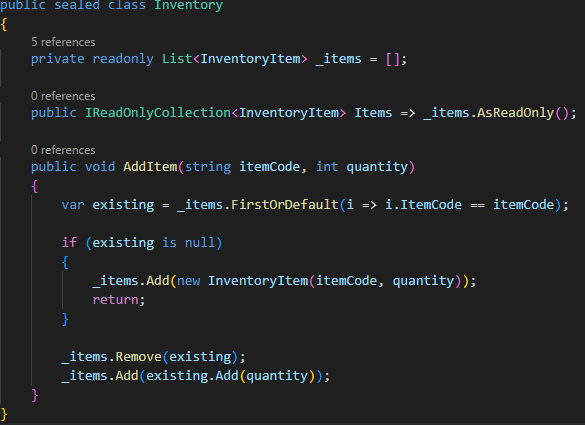 public sealed class Inventory
{
5 references
private readonly List<InventoryItem> _items = [];
0 references
public IReadOnlyCollection<InventoryItem> Items => _items.AsReadOnly();
0 references
public void AddItem(string itemCode, int quantity)
{
var existing = _items.FirstOrDefault(i => i.ItemCode == itemCode);
if (existing is null)
{
_items.Add(new InventoryItem(itemCode, quantity));
return;
}
_items.Remove(existing);
_items.Add(existing.Add(quantity));
}
}